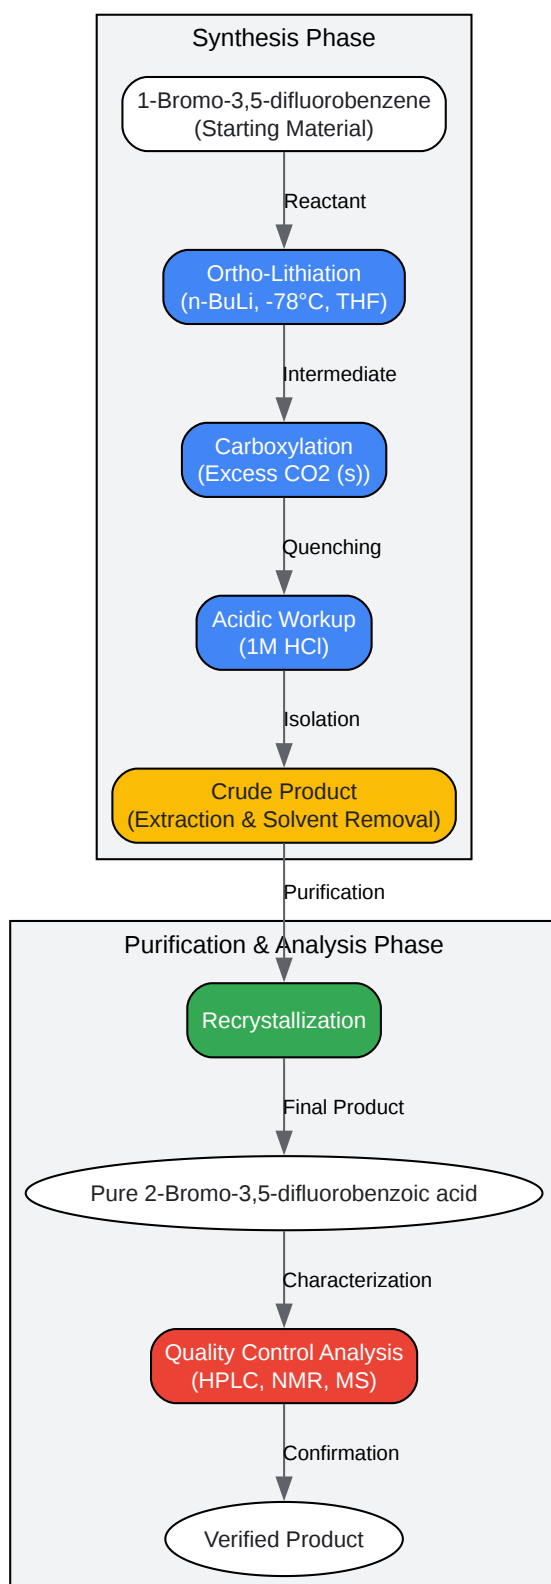 Synthesis Phase
1-Bromo-3,5-difluorobenzene
(Starting Material)
Reactant
Ortho-Lithiation
(n-BuLi, -78°C, THF)
Intermediate
Carboxylation
(Excess CO2 (s))
Quenching
Acidic Workup
(1M HCl)
Isolation
Crude Product
(Extraction & Solvent Removal)
Purification
Purification & Analysis Phase
Recrystallization
Final Product
Pure 2-Bromo-3,5-difluorobenzoic acid
Characterization
Quality Control Analysis
(HPLC, NMR, MS)
Confirmation
Verified Product